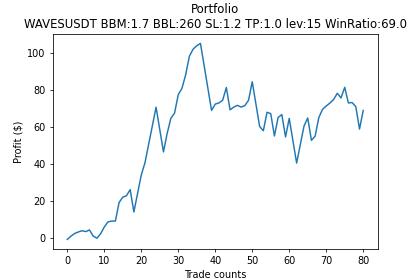 Portfolio
WAVESUSDT BBM:1.7 BBL:260 SL:1.2 TP:1.0 lev:15 WinRatio:69.0
100
80
60
40
20
0
Profit ($)
0 10 20 30 40 50 60 70 80
Trade counts